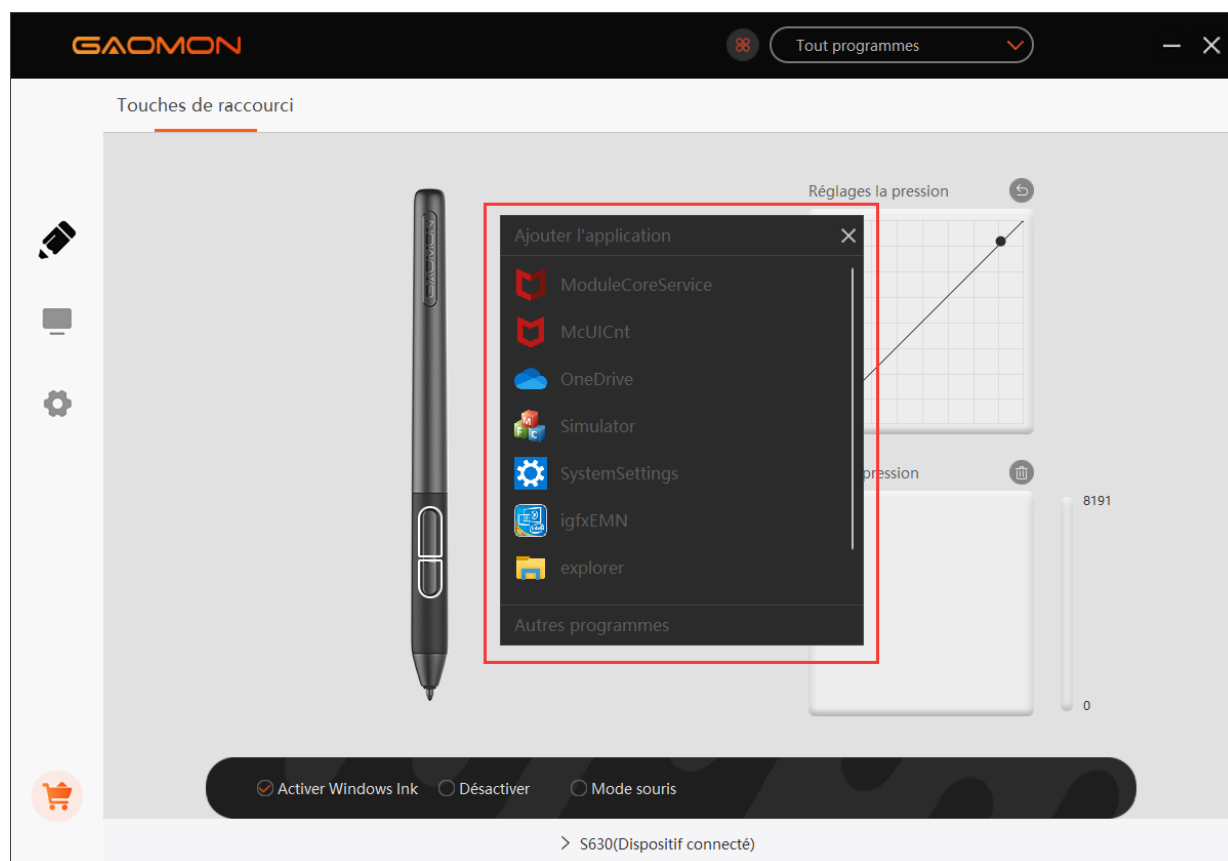 GAOMON
Tout programmes
Touches de raccourci
Réglages la pression
GAOMON
Ajouter l'application
ModuleCoreService
McUICnt
OneDrive
Simulator
SystemSettings
igfxEMN
explorer
Autres programmes
pression
8191
0
Activer Windows Ink
Désactiver
Mode souris
S630(Dispositif connecté)